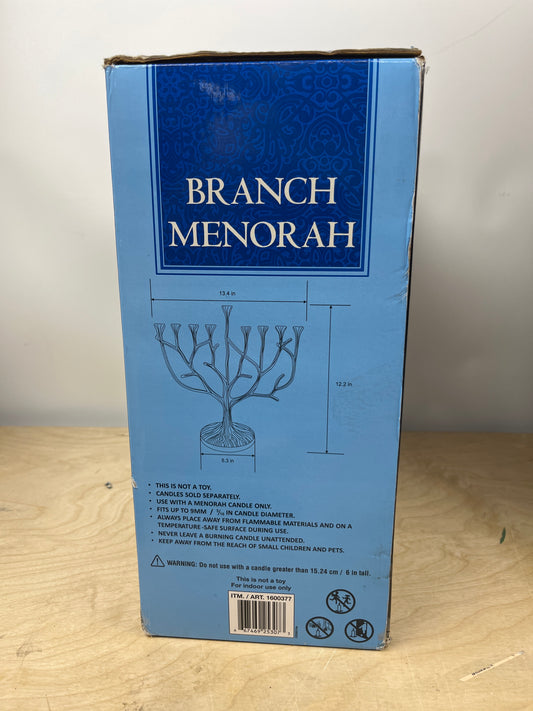 BRANCH
MENORAH
13.4 in
12.2 in
5.3 in
• THIS IS NOT A TOY.
• CANDLES SOLD SEPARATELY.
• USE WITH A MENORAH CANDLE ONLY.
• FITS UP TO 9MM / 5/16 IN CANDLE DIAMETER.
• ALWAYS PLACE AWAY FROM FLAMMABLE MATERIALS AND ON A
TEMPERATURE-SAFE SURFACE DURING USE.
• NEVER LEAVE A BURNING CANDLE UNATTENDED.
• KEEP AWAY FROM THE REACH OF SMALL CHILDREN AND PETS.
WARNING: Do not use with a candle greater than 15.24 cm / 6 in tall.
This is not a toy
For indoor use only
ITM. / ART. 1600377